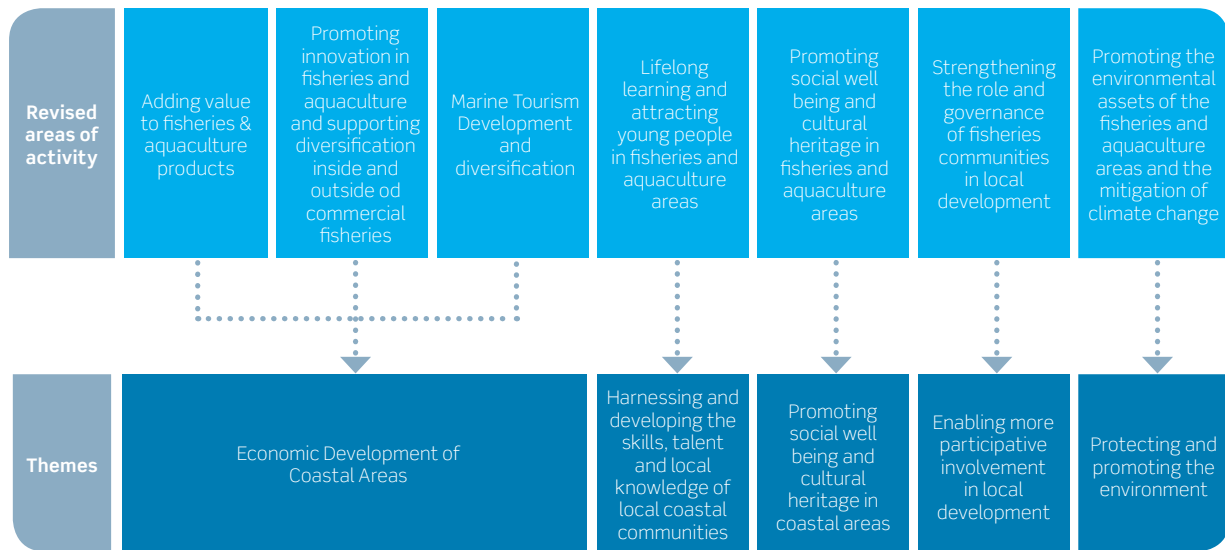 Revised
areas of
activity
Adding value
to fisheries &
aquaculture
products
Promoting
innovation in
fisheries and
aquaculture
and supporting
diversification
inside and
outside od
commercial
fisheries
Marine Tourism
Development
and
diversification
Lifelong
learning and
attracting
young people
in fisheries and
aquaculture
areas
Promoting
social well
being and
cultural
heritage in
fisheries and
aquaculture
areas
Strengthening
the role and
governance
of fisheries
communities
in local
development
Promoting the
environmental
assets of the
fisheries and
aquaculture
areas and the
mitigation of
climate change
Themes
Economic Development of
Coastal Areas
Harnessing and
developing the
skills, talent
and local
knowledge of
local coastal
communities
Promoting
social well
being and
cultural
heritage in
coastal areas
Enabling more
participative
involvement
in local
development
Protecting and
promoting the
environment